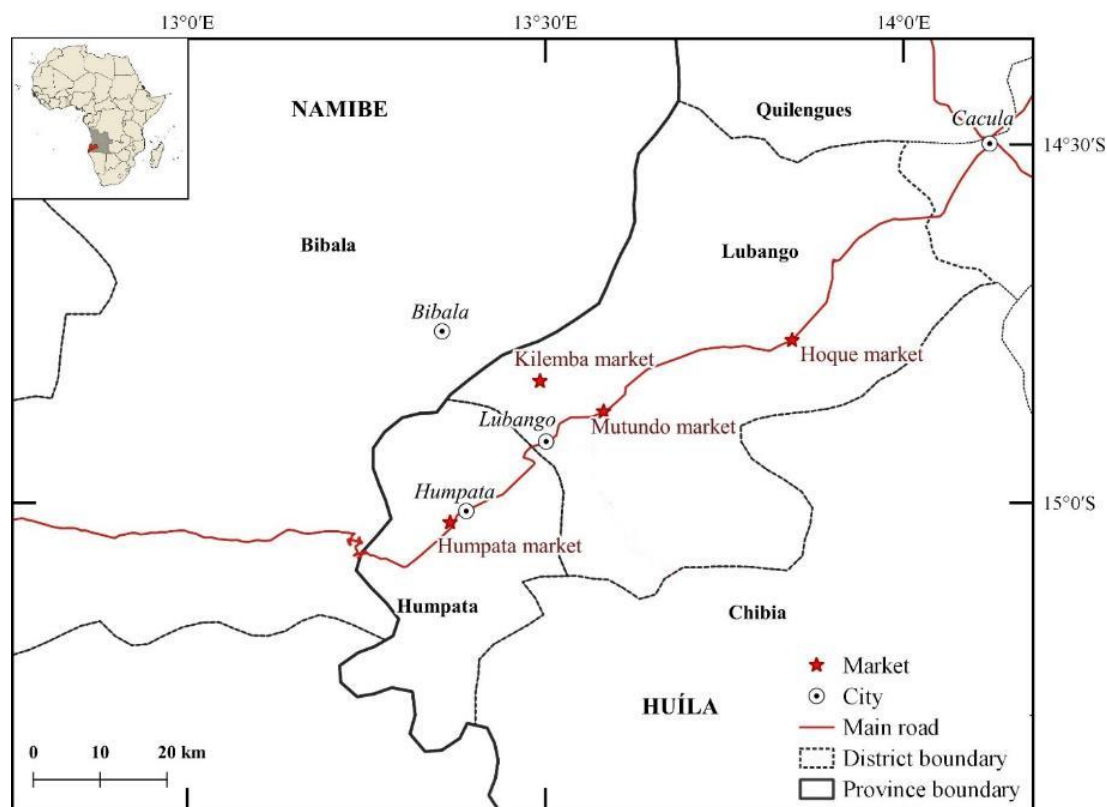 13°0′E
13°30′E
14°0′E
NAMIBE
Quilengues
Cacula
14°30′S
Bibala
Lubango
Bibala
Kilemba market
Hoque market
Lubango
Mutundo market
Humpata
15°0′S
Humpata market
Humpata
Chibia
HUÍLA
Market
City
Main road
District boundary
Province boundary
0 10 20 km